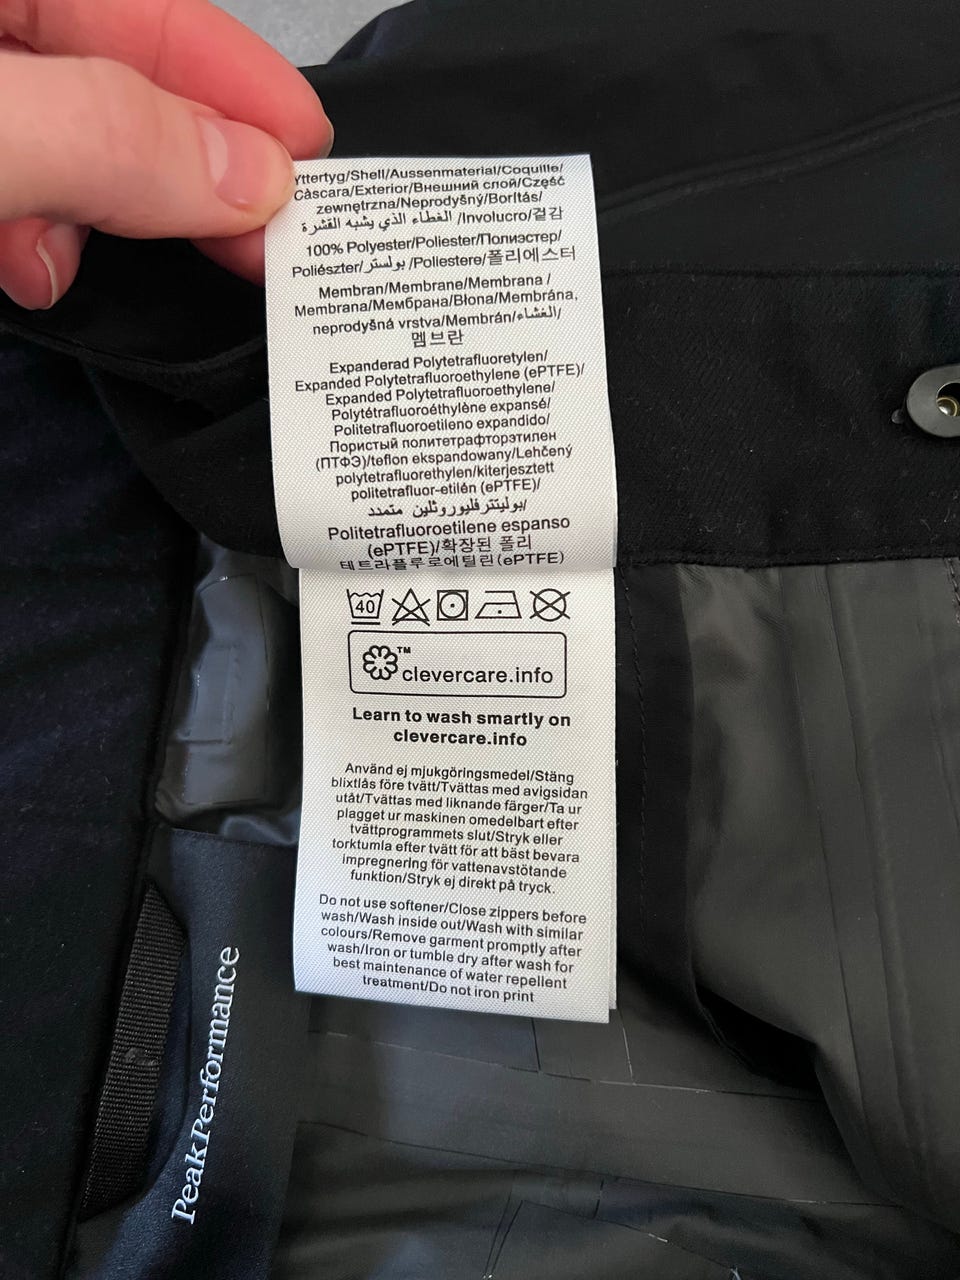 Yttertyg/Shell/Aussenmaterial/Coquille/
Càscara/Exterior/Внешний слой/Część
zewnętrzna/Neprodyšný/Borítás/
الغطاء الذي يشبه القشرة /Involucro/겉감
100% Polyester/Poliester/Полиэстер/
Poliészter/بولستر /Poliestere/폴리에스터
Membran/Membrane/Membrana /
Membrana/Мембрана/Błona/Membrána,
neprodyšná vrstva/Membrán/الغشاء/
멤브란
Expanderad Polytetrafluoretylen/
Expanded Polytetrafluoroethylene (ePTFE)/
Expanded Polytetrafluoroethylene/
Polytétrafluoroéthylène expansé/
Politetrafluoroetileno expandido/
Пористый политетрафторэтилен
(ПТФЭ)/teflon ekspandowany/Lehčený
polytetrafluorethylen/kiterjesztett
politetrafluor-etilén (ePTFE)/
بوليتترفليوروثلين متمدد/
Politetrafluoroetilene espanso
(ePTFE)/확장된 폴리
테트라플루로에틸린(ePTFE)
40
™
clevercare.info
Learn to wash smartly on
clevercare.info
Använd ej mjukgöringsmedel/Stäng
blixtlås före tvätt/Tvättas med avigsidan
utåt/Tvättas med liknande färger/Ta ur
plagget ur maskinen omedelbart efter
tvättprogrammets slut/Stryk eller
torktumla efter tvätt för att bäst bevara
impregnering för vattenavstötande
funktion/Stryk ej direkt på tryck.
Do not use softener/Close zippers before
wash/Wash inside out/Wash with similar
colours/Remove garment promptly after
wash/Iron or tumble dry after wash for
best maintenance of water repellent
treatment/Do not iron print
PeakPerformance